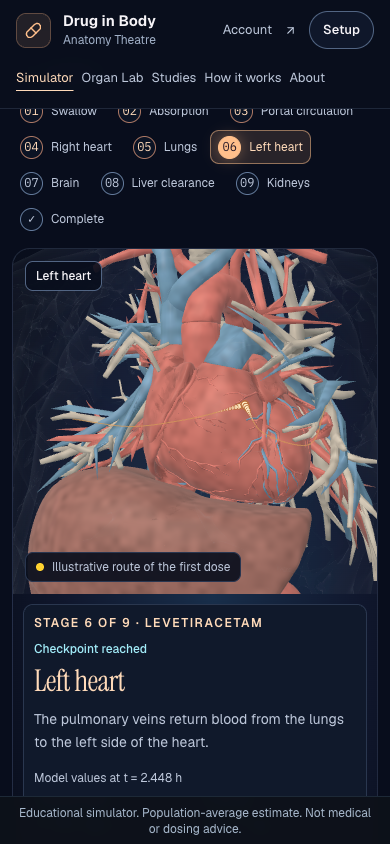 Drug in Body
Anatomy Theatre
Account ↗
Setup
Simulator Organ Lab Studies How it works About
01 Swallow 02 Absorption 03 Portal circulation
04 Right heart 05 Lungs 06 Left heart
07 Brain 08 Liver clearance 09 Kidneys
✓ Complete
Left heart
Illustrative route of the first dose
STAGE 6 OF 9 · LEVETIRACETAM
Checkpoint reached
Left heart
The pulmonary veins return blood from the lungs
to the left side of the heart.
Model values at t = 2.448 h
Educational simulator. Population-average estimate. Not medical
or dosing advice.